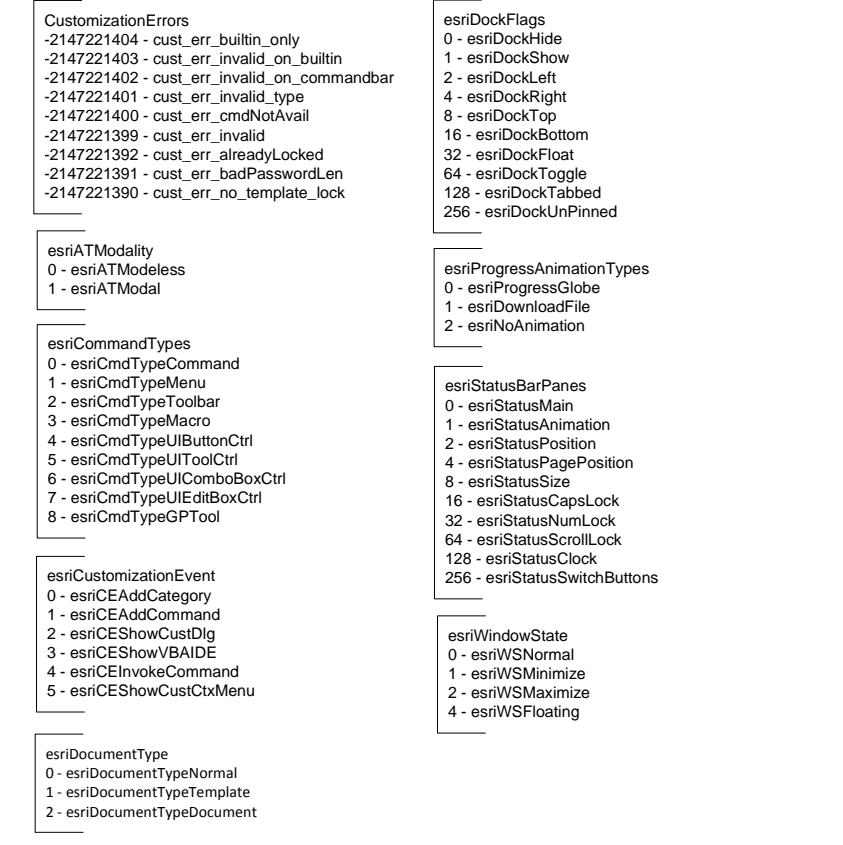 CustomizationErrors
-2147221404 - cust_err_builtin_only
-2147221403 - cust_err_invalid_on_builtin
-2147221402 - cust_err_invalid_on_commandbar
-2147221401 - cust_err_invalid_type
-2147221400 - cust_err_cmdNotAvail
-2147221399 - cust_err_invalid
-2147221392 - cust_err_alreadyLocked
-2147221391 - cust_err_badPasswordLen
-2147221390 - cust_err_no_template_lock
esriATModality
0 - esriATModeless
1 - esriATModal
esriCommandTypes
0 - esriCmdTypeCommand
1 - esriCmdTypeMenu
2 - esriCmdTypeToolbar
3 - esriCmdTypeMacro
4 - esriCmdTypeUIButtonCtrl
5 - esriCmdTypeUIToolCtrl
6 - esriCmdTypeUIComboBoxCtrl
7 - esriCmdTypeUIEditBoxCtrl
8 - esriCmdTypeGPTool
esriCustomizationEvent
0 - esriCEAddCategory
1 - esriCEAddCommand
2 - esriCEShowCustDlg
3 - esriCEShowVBAIDE
4 - esriCEInvokeCommand
5 - esriCEShowCustCtxMenu
esriDocumentType
0 - esriDocumentTypeNormal
1 - esriDocumentTypeTemplate
2 - esriDocumentTypeDocument
esriDockFlags
0 - esriDockHide
1 - esriDockShow
2 - esriDockLeft
4 - esriDockRight
8 - esriDockTop
16 - esriDockBottom
32 - esriDockFloat
64 - esriDockToggle
128 - esriDockTabbed
256 - esriDockUnPinned
esriProgressAnimationTypes
0 - esriProgressGlobe
1 - esriDownloadFile
2 - esriNoAnimation
esriStatusBarPanes
0 - esriStatusMain
1 - esriStatusAnimation
2 - esriStatusPosition
4 - esriStatusPagePosition
8 - esriStatusSize
16 - esriStatusCapsLock
32 - esriStatusNumLock
64 - esriStatusScrollLock
128 - esriStatusClock
256 - esriStatusSwitchButtons
esriWindowState
0 - esriWSNormal
1 - esriWSMinimize
2 - esriWSMaximize
4 - esriWSFloating